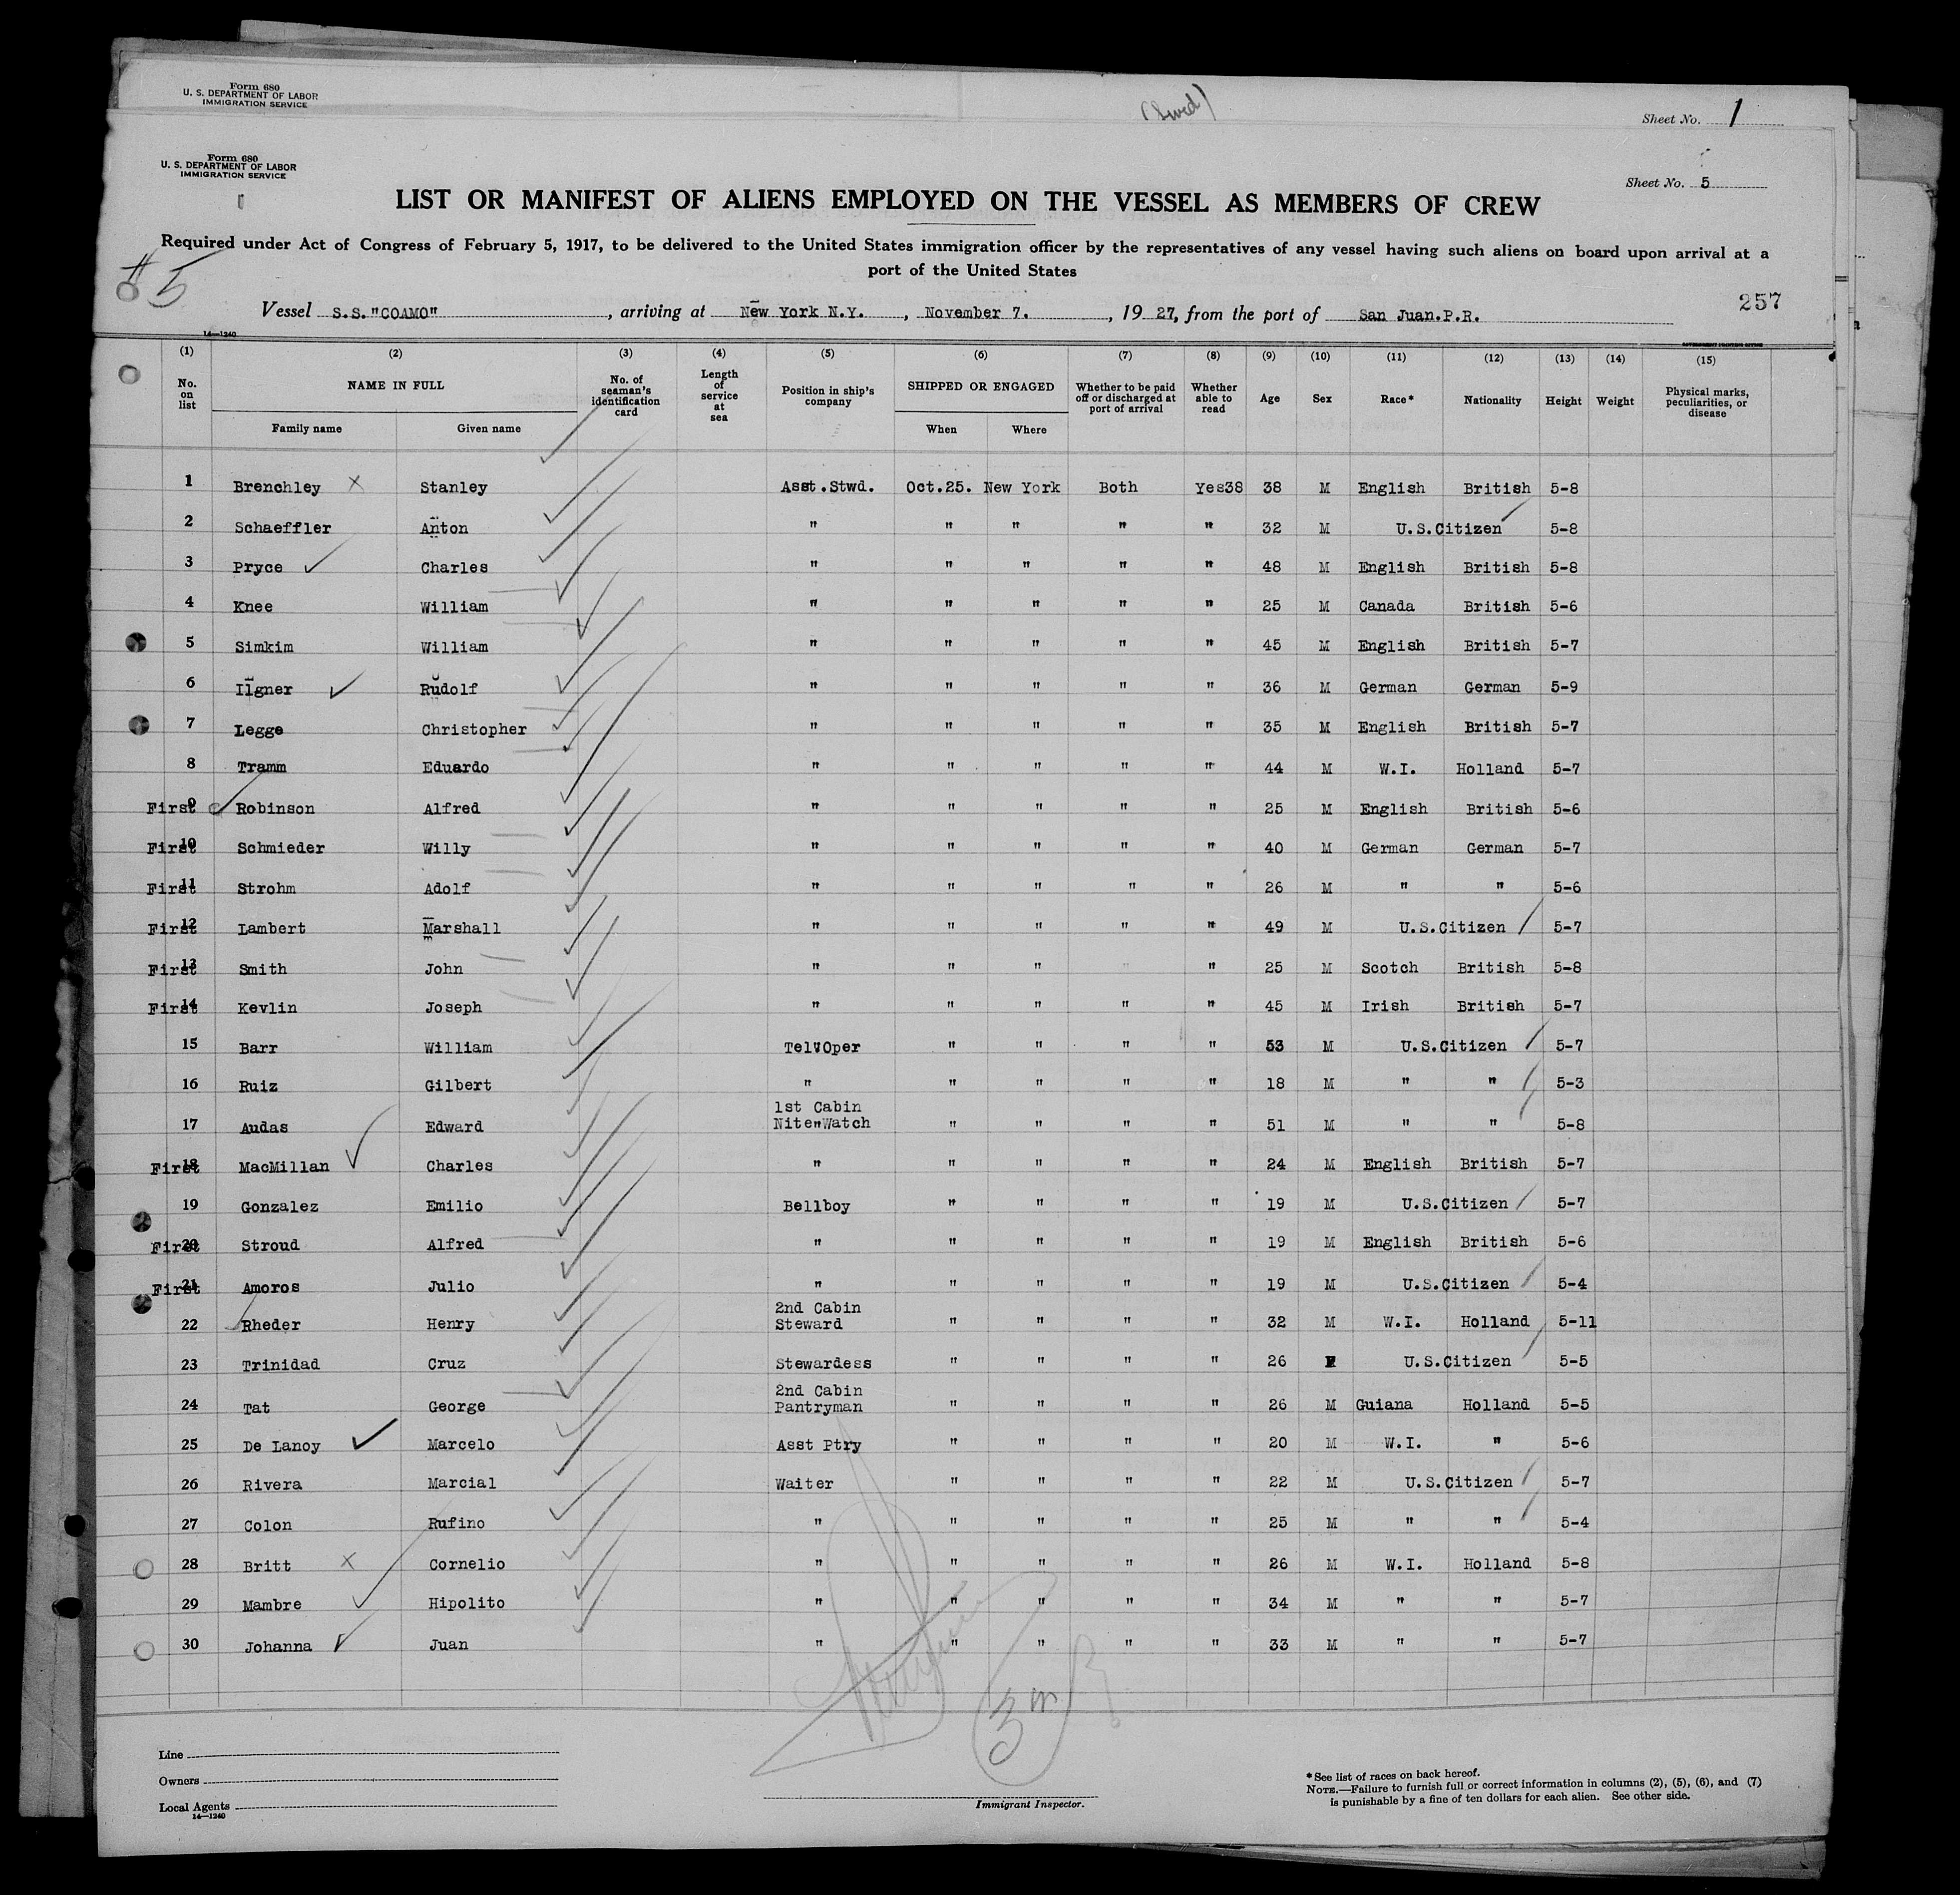 Form 680
U. S. DEPARTMENT OF LABOR
IMMIGRATION SERVICE
Sheet No. 1
Form 680
U. S. DEPARTMENT OF LABOR
IMMIGRATION SERVICE
Sheet No. 5
LIST OR MANIFEST OF ALIENS EMPLOYED ON THE VESSEL AS MEMBERS OF CREW
Required under Act of Congress of February 5, 1917, to be delivered to the United States immigration officer by the representatives of any vessel having such aliens on board upon arrival at a
port of the United States
# 5
Vessel S.S."COAMO", arriving at New York N.Y., November 7., 19 27, from the port of San Juan.P.R.
257
14—1240
(1) (2) (3) (4) (5) (6) (7) (8) (9) (10) (11) (12) (13) (14) (15)
No. on list NAME IN FULL Family name Given name No. of seaman's identification card Length of service at sea Position in ship's company SHIPPED OR ENGAGED When Where Whether to be paid off or discharged at port of arrival Whether able to read Age Sex Race* Nationality Height Weight Physical marks, peculiarities, or disease
1 Brenchley x Stanley Asst.Stwd. Oct.25. New York Both Yes38 38 M English British 5-8
2 Schaeffler Anton " " " " " 32 M U.S.Citizen 5-8
3 Pryce Charles " " " " " 48 M English British 5-8
4 Knee William " " " " " 25 M Canada British 5-6
5 Simkim William " " " " " 45 M English British 5-7
6 Ilgner Rudolf " " " " " 36 M German German 5-9
7 Legge Christopher " " " " " 35 M English British 5-7
8 Tramm Eduardo " " " " " 44 M W.I. Holland 5-7
First 9 Robinson Alfred " " " " " 25 M English British 5-6
First 10 Schmieder Willy " " " " " 40 M German German 5-7
First 11 Strohm Adolf " " " " " 26 M " " 5-6
First 12 Lambert Marshall " " " " " 49 M U.S.Citizen 5-7
First 13 Smith John " " " " 25 M Scotch British 5-8
First 14 Kevlin Joseph " " " " " 45 M Irish British 5-7
15 Barr William Tel Oper " " " " 53 M U.S.Citizen 5-7
16 Ruiz Gilbert " " " " " 18 M " " 5-3
17 Audas Edward 1st Cabin Nite"Watch " " " " 51 M " " 5-8
First 18 MacMillan Charles " " " " " 24 M English British 5-7
19 Gonzalez Emilio Bellboy " " " " 19 M U.S.Citizen 5-7
First 20 Stroud Alfred " " " " " 19 M English British 5-6
First 21 Amoros Julio " " " " " 19 M U.S.Citizen 5-4
22 Rheder Henry 2nd Cabin Steward " " " " 32 M W.I. Holland 5-11
23 Trinidad Cruz Stewardess " " " " 26 F U.S.Citizen 5-5
24 Tat George 2nd Cabin Pantryman " " " " 26 M Guiana Holland 5-5
25 De Lanoy Marcelo Asst Ptry " " " " 20 M W.I. " 5-6
26 Rivera Marcial Waiter " " " " 22 M U.S.Citizen 5-7
27 Colon Rufino " " " " " 25 M " " 5-4
28 Britt x Cornelio " " " " " 26 M W.I. Holland 5-8
29 Mambre Hipolito " " " " " 34 M " " 5-7
30 Johanna Juan " " " " " 33 M " " 5-7
Line
Owners
Local Agents
14—1240
Immigrant Inspector.
*See list of races on back hereof.
NOTE.—Failure to furnish full or correct information in columns (2), (5), (6), and (7)
is punishable by a fine of ten dollars for each alien. See other side.